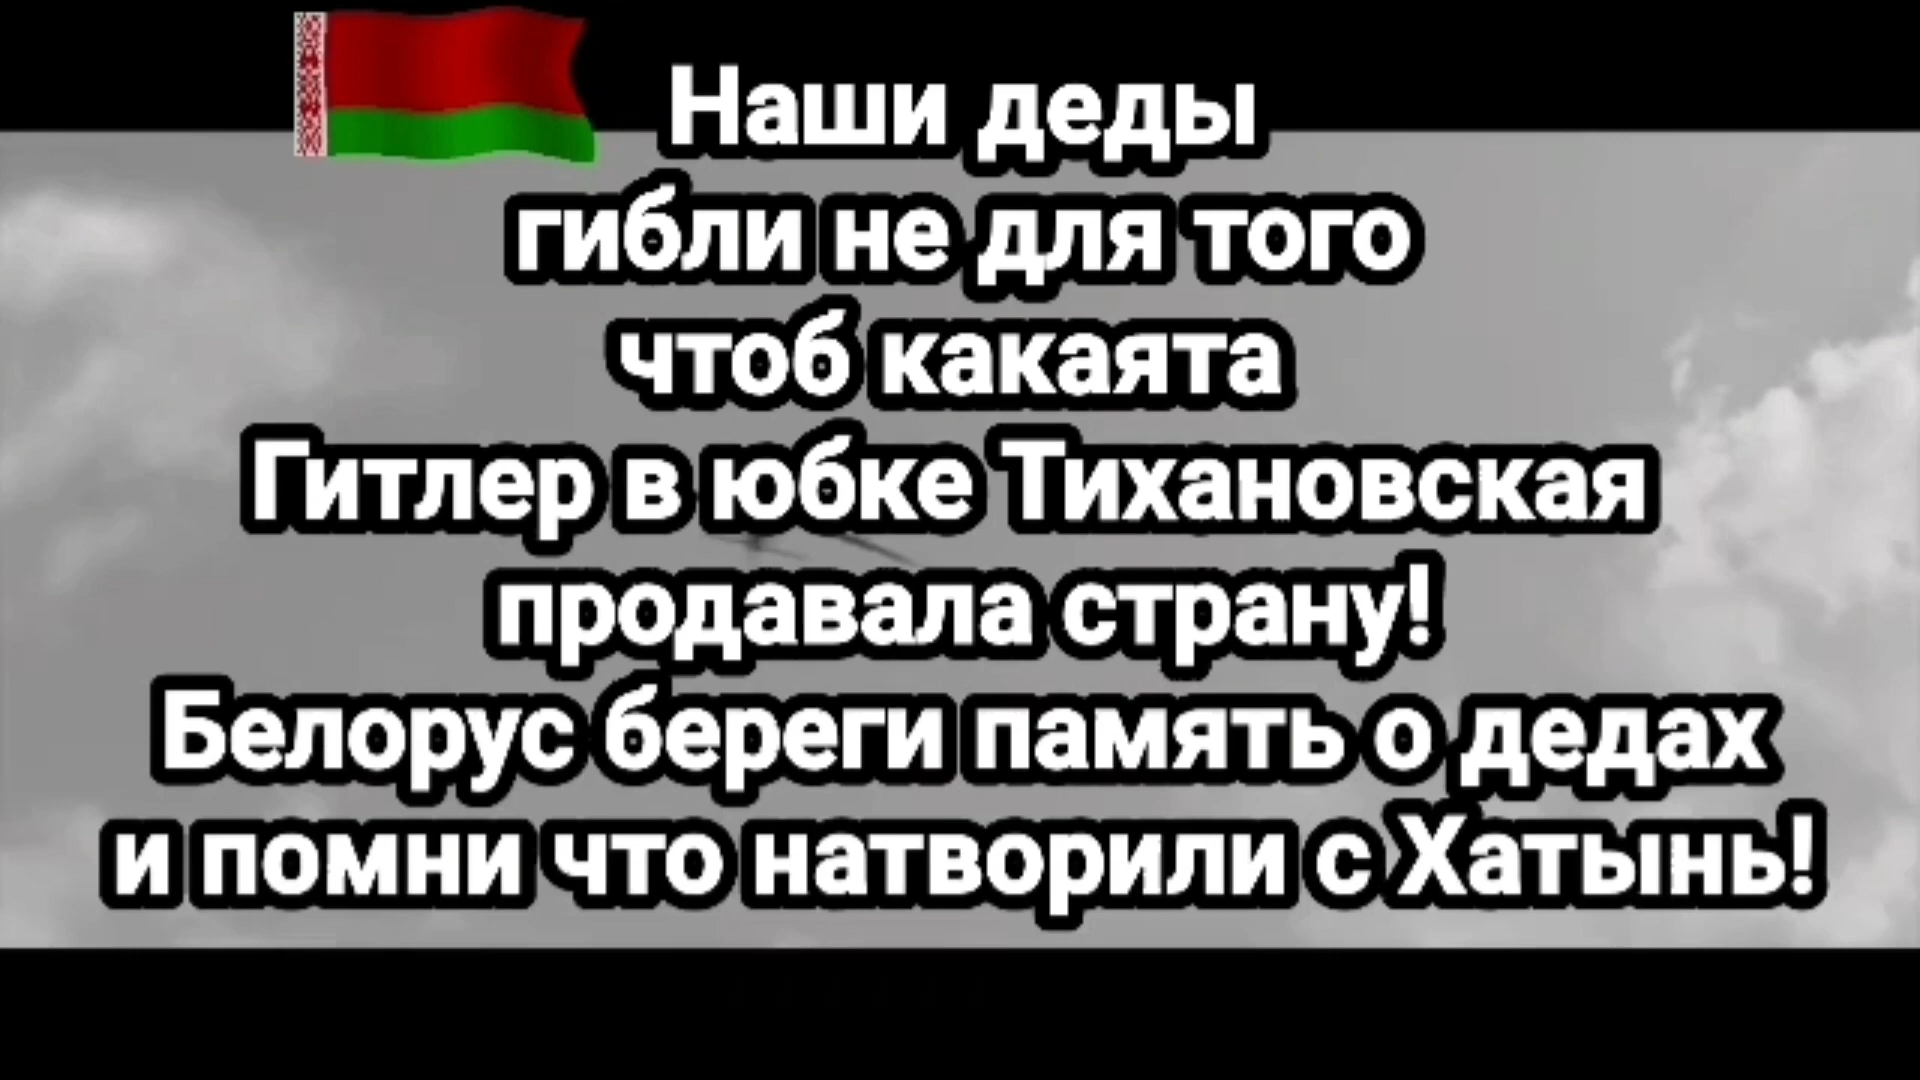 Наши деды
гибли не для того
чтоб какаята
Гитлер в юбке Тихановская
продавала страну!
Белорус береги память о дедах
и помни что натворили с Хатынь!